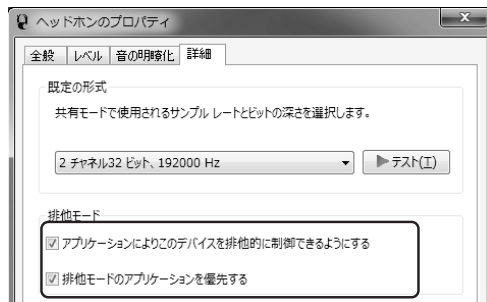 ヘッドホンのプロパティ
全般 レベル 音の明瞭化 詳細
既定の形式
共有モードで使用されるサンプル レートとビットの深さを選択します。
2 チャネル32 ビット、192000 Hz ▶テスト(T)
排他モード
アプリケーションによりこのデバイスを排他的に制御できるようにする
排他モードのアプリケーションを優先する